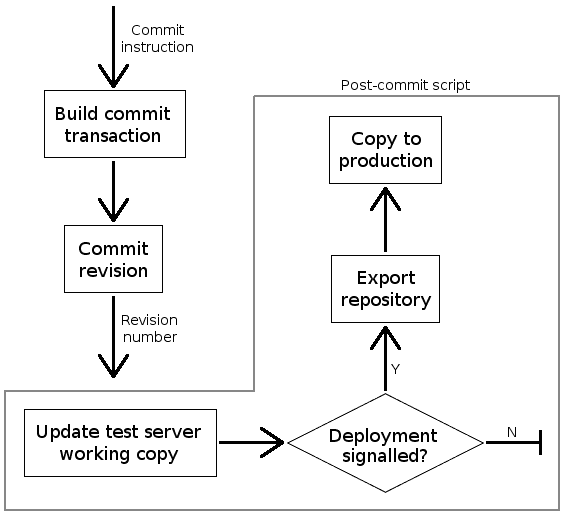 Commit
instruction
Build commit
transaction
Commit
revision
Revision
number
Post-commit script
Update test server
working copy
Deployment
signalled?
N
Y
Export
repository
Copy to
production